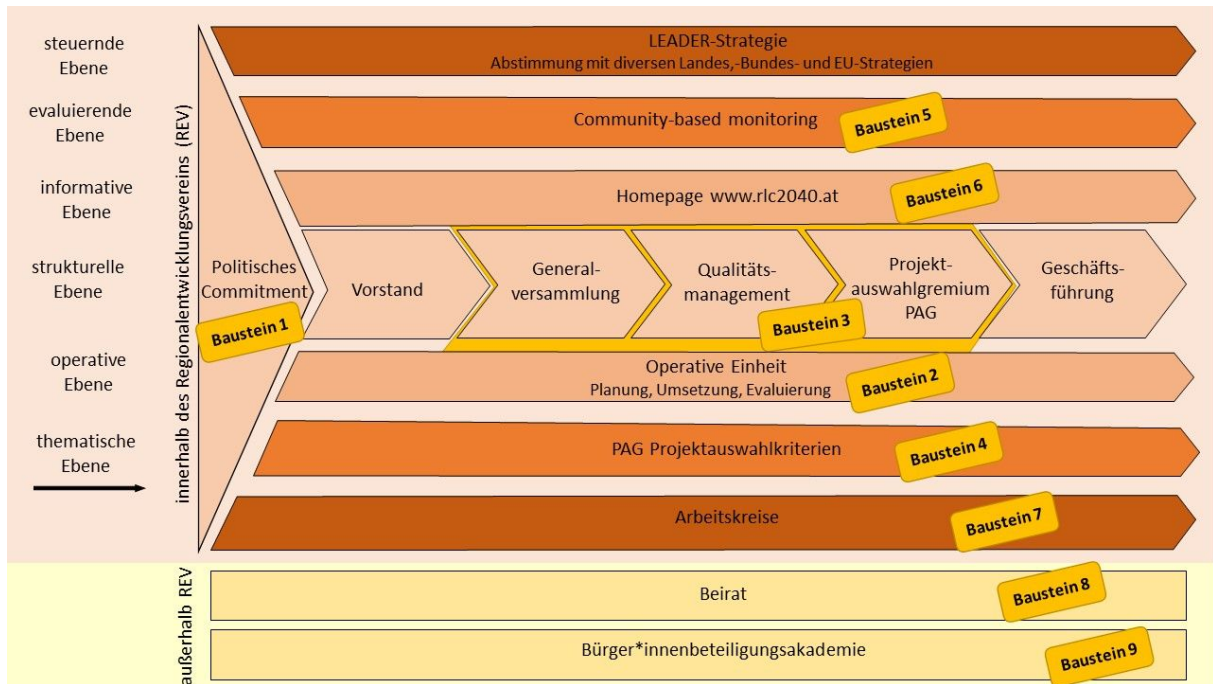 steuernde
Ebene
LEADER-Strategie
Abstimmung mit diversen Landes,-Bundes- und EU-Strategien
evaluierende
Ebene
Community-based monitoring
Baustein 5
informative
Ebene
Homepage www.rlc2040.at
Baustein 6
innerhalb des Regionalentwicklungsvereins (REV)
strukturelle
Ebene
Politisches
Commitment
Baustein 1
Vorstand
General-
versammlung
Qualitäts-
management
Projekt-
auswahlgremium
PAG
Baustein 3
Geschäfts-
führung
operative
Ebene
Operative Einheit
Planung, Umsetzung, Evaluierung
Baustein 2
thematische
Ebene
PAG Projektauswahlkriterien
Baustein 4
Arbeitskreise
Baustein 7
außerhalb REV
Beirat
Baustein 8
Bürger*innenbeteiligungsakademie
Baustein 9